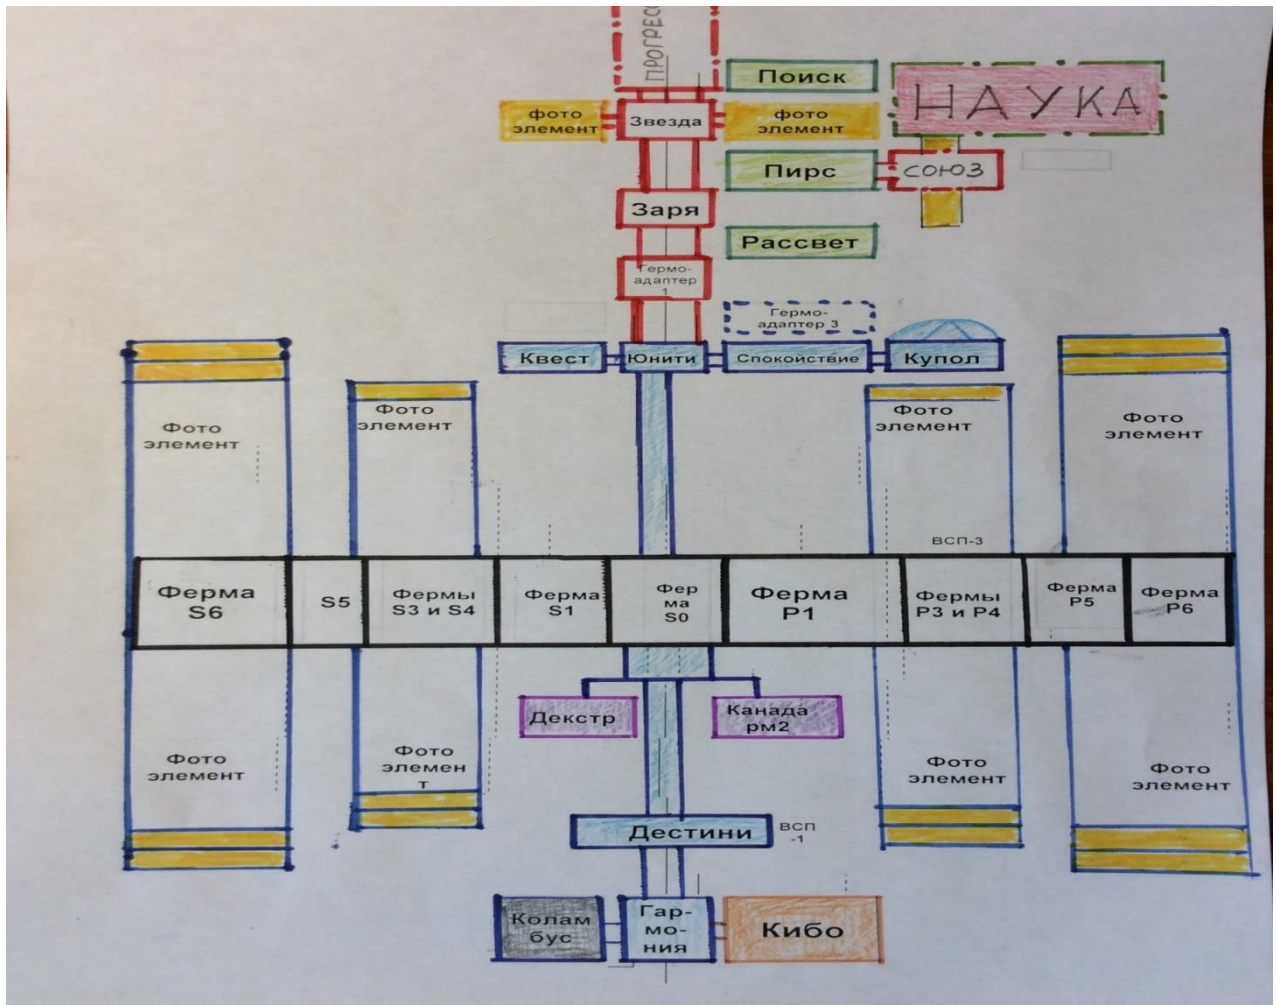 ПРОГРЕСС
Поиск
НАУКА
фото
элемент
Звезда
фото
элемент
Пирс
СОЮЗ
Заря
Рассвет
Гермо-
адаптер
1
Гермо-
адаптер 3
Квест
Юнити
Спокойствие
Купол
Фото
элемент
Фото
элемент
Фото
элемент
Фото
элемент
ВСП-3
Ферма
S6
S5
Фермы
S3 и S4
Ферма
S1
Фер
ма
S0
Ферма
P1
Фермы
P3 и P4
Ферма
P5
Ферма
P6
Декстр
Канада
рм2
Фото
элемент
Фото
элемен
т
Фото
элемент
Фото
элемент
Дестини
ВСП
-1
Колам
бус
Гар-
мо-
ния
Кибо